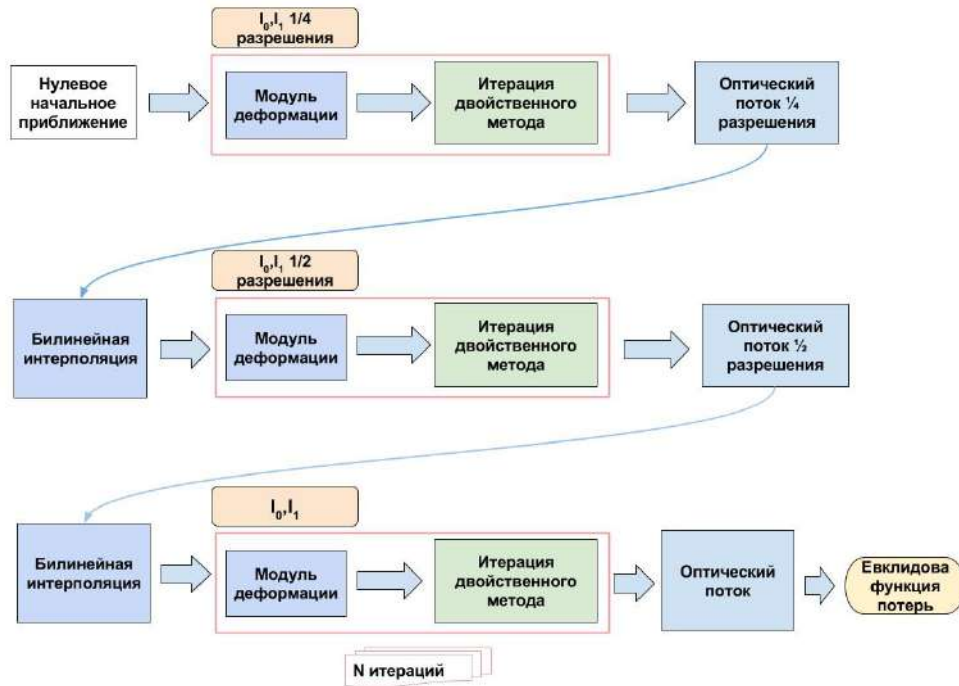 I₀,I₁ 1/4
разрешения
Нулевое
начальное
приближение
Модуль
деформации
Итерация
двойственного
метода
Оптический
поток ¼
разрешения
I₀,I₁ 1/2
разрешения
Билинейная
интерполяция
Модуль
деформации
Итерация
двойственного
метода
Оптический
поток ½
разрешения
I₀,I₁
Билинейная
интерполяция
Модуль
деформации
Итерация
двойственного
метода
Оптический
поток
Евклидова
функция
потерь
N итераций